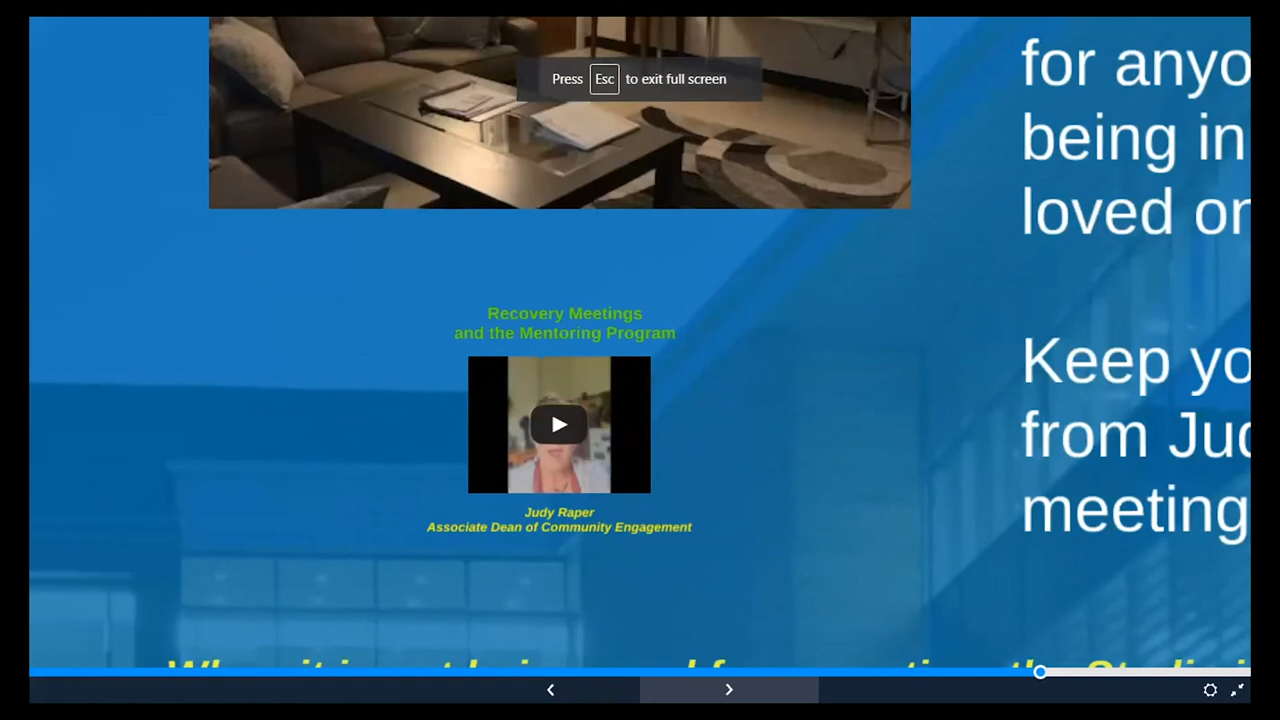 Press Esc to exit full screen
for anyo
being in
loved or
Recovery Meetings
and the Mentoring Program
Keep yo
from Jud
meeting
Judy Raper
Associate Dean of Community Engagement